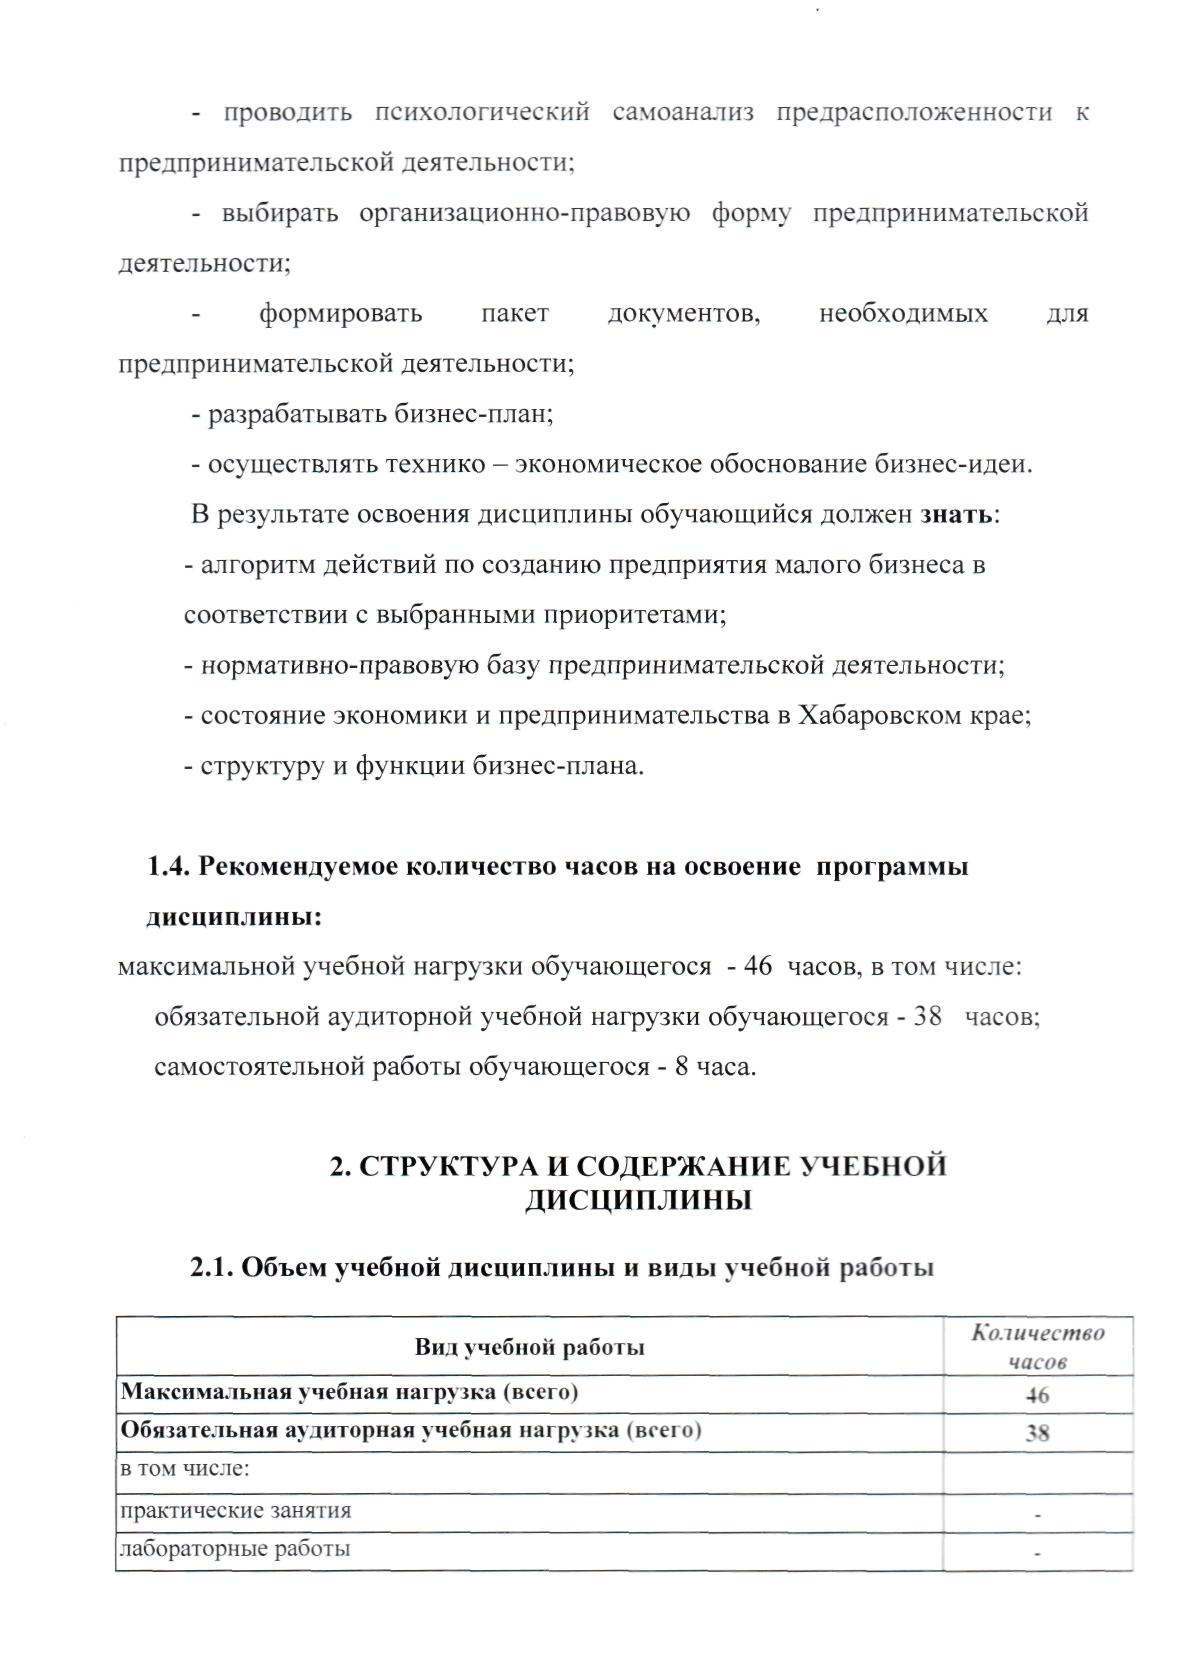 - проводить психологический самоанализ предрасположенности к
предпринимательской деятельности;
- выбирать организационно-правовую форму предпринимательской
деятельности;
- формировать пакет документов, необходимых для
предпринимательской деятельности;
- разрабатывать бизнес-план;
- осуществлять технико – экономическое обоснование бизнес-идеи.
В результате освоения дисциплины обучающийся должен знать:
- алгоритм действий по созданию предприятия малого бизнеса в
соответствии с выбранными приоритетами;
- нормативно-правовую базу предпринимательской деятельности;
- состояние экономики и предпринимательства в Хабаровском крае;
- структуру и функции бизнес-плана.
1.4. Рекомендуемое количество часов на освоение программы
дисциплины:
максимальной учебной нагрузки обучающегося - 46 часов, в том числе:
обязательной аудиторной учебной нагрузки обучающегося - 38 часов;
самостоятельной работы обучающегося - 8 часа.
2. СТРУКТУРА И СОДЕРЖАНИЕ УЧЕБНОЙ
ДИСЦИПЛИНЫ
2.1. Объем учебной дисциплины и виды учебной работы
Вид учебной работы Количество
часов
Максимальная учебная нагрузка (всего) 46
Обязательная аудиторная учебная нагрузка (всего) 38
в том числе:
практические занятия -
лабораторные работы -